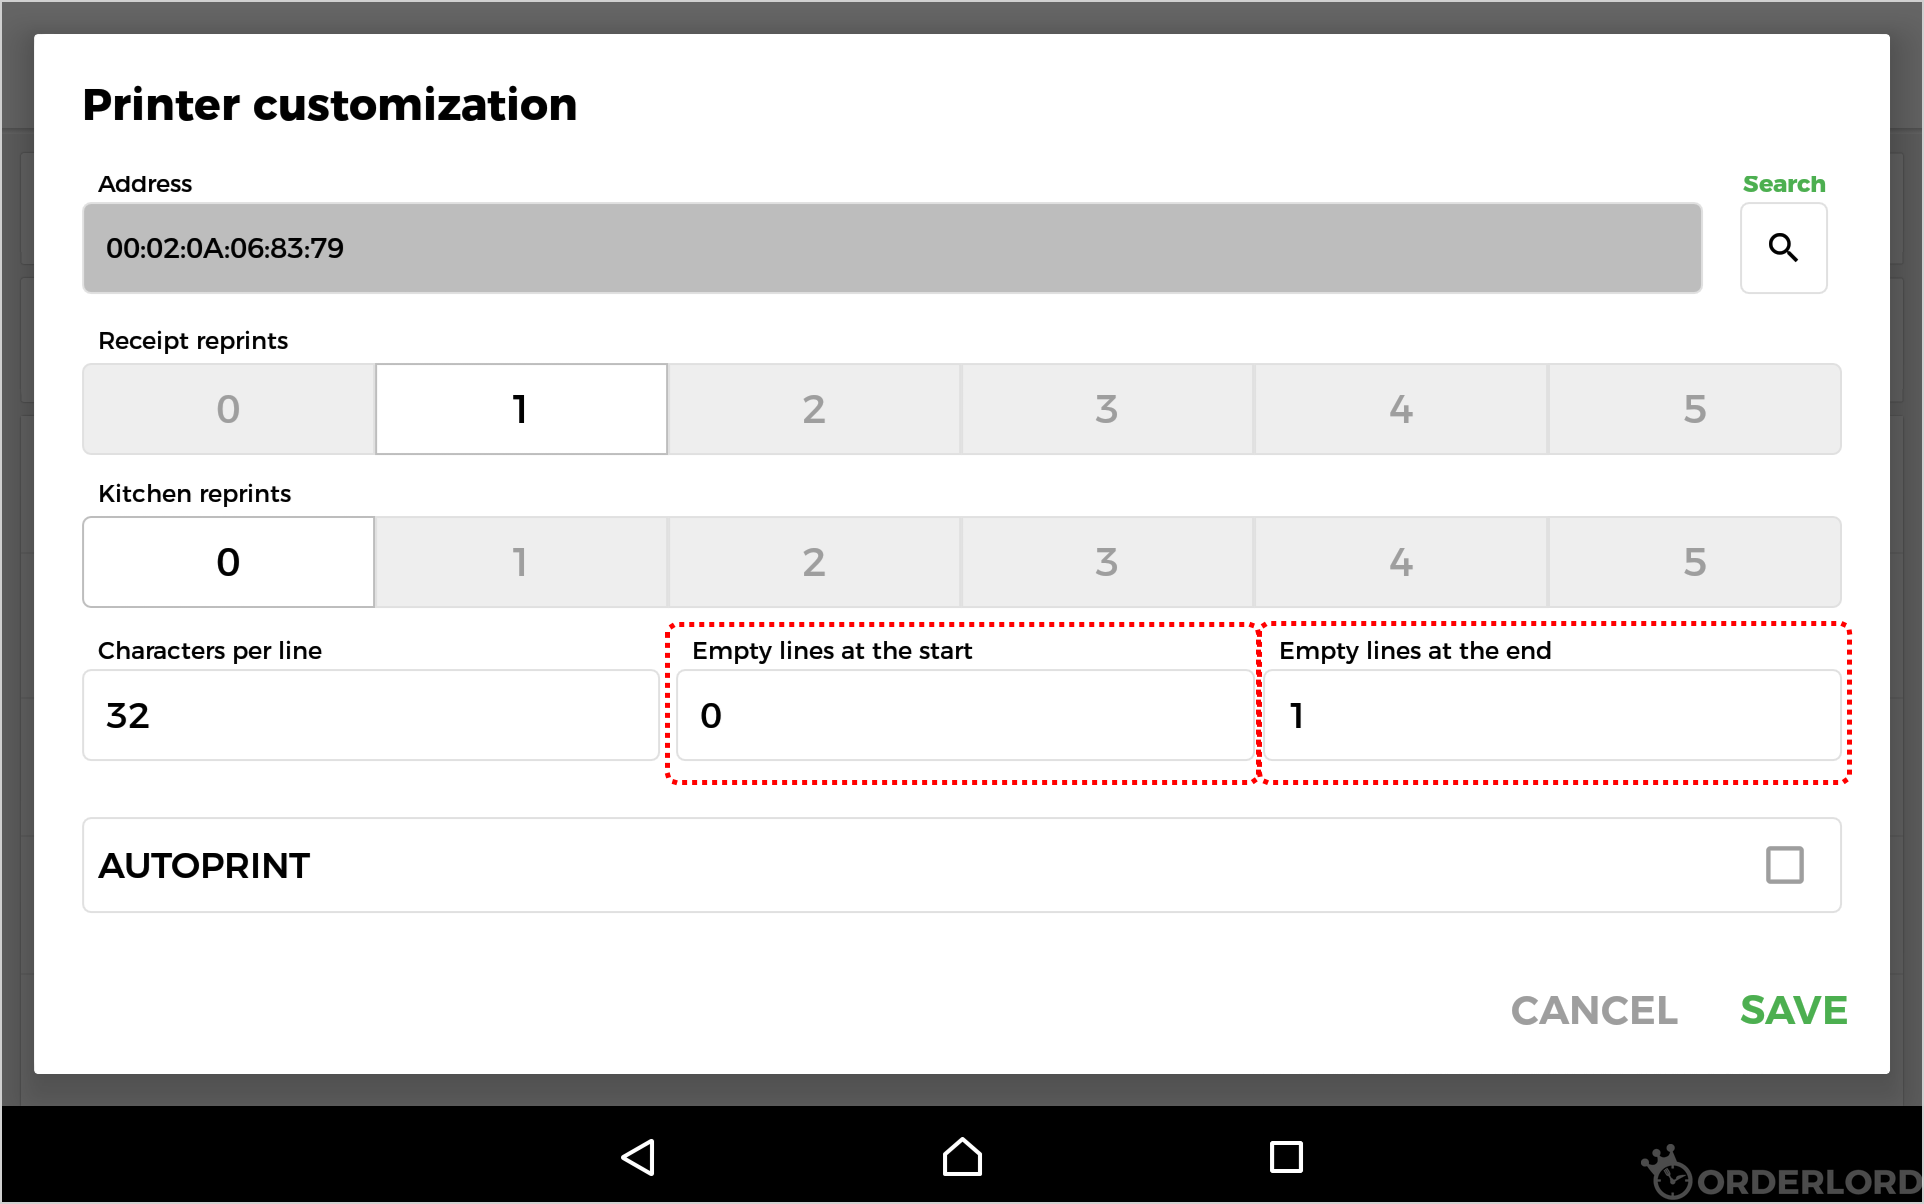 Printer customization
Address
Search
00:02:0A:06:83:79
Receipt reprints
0 1 2 3 4 5
Kitchen reprints
0 1 2 3 4 5
Characters per line Empty lines at the start Empty lines at the end
32 0 1
AUTOPRINT
CANCEL SAVE
ORDERLORD